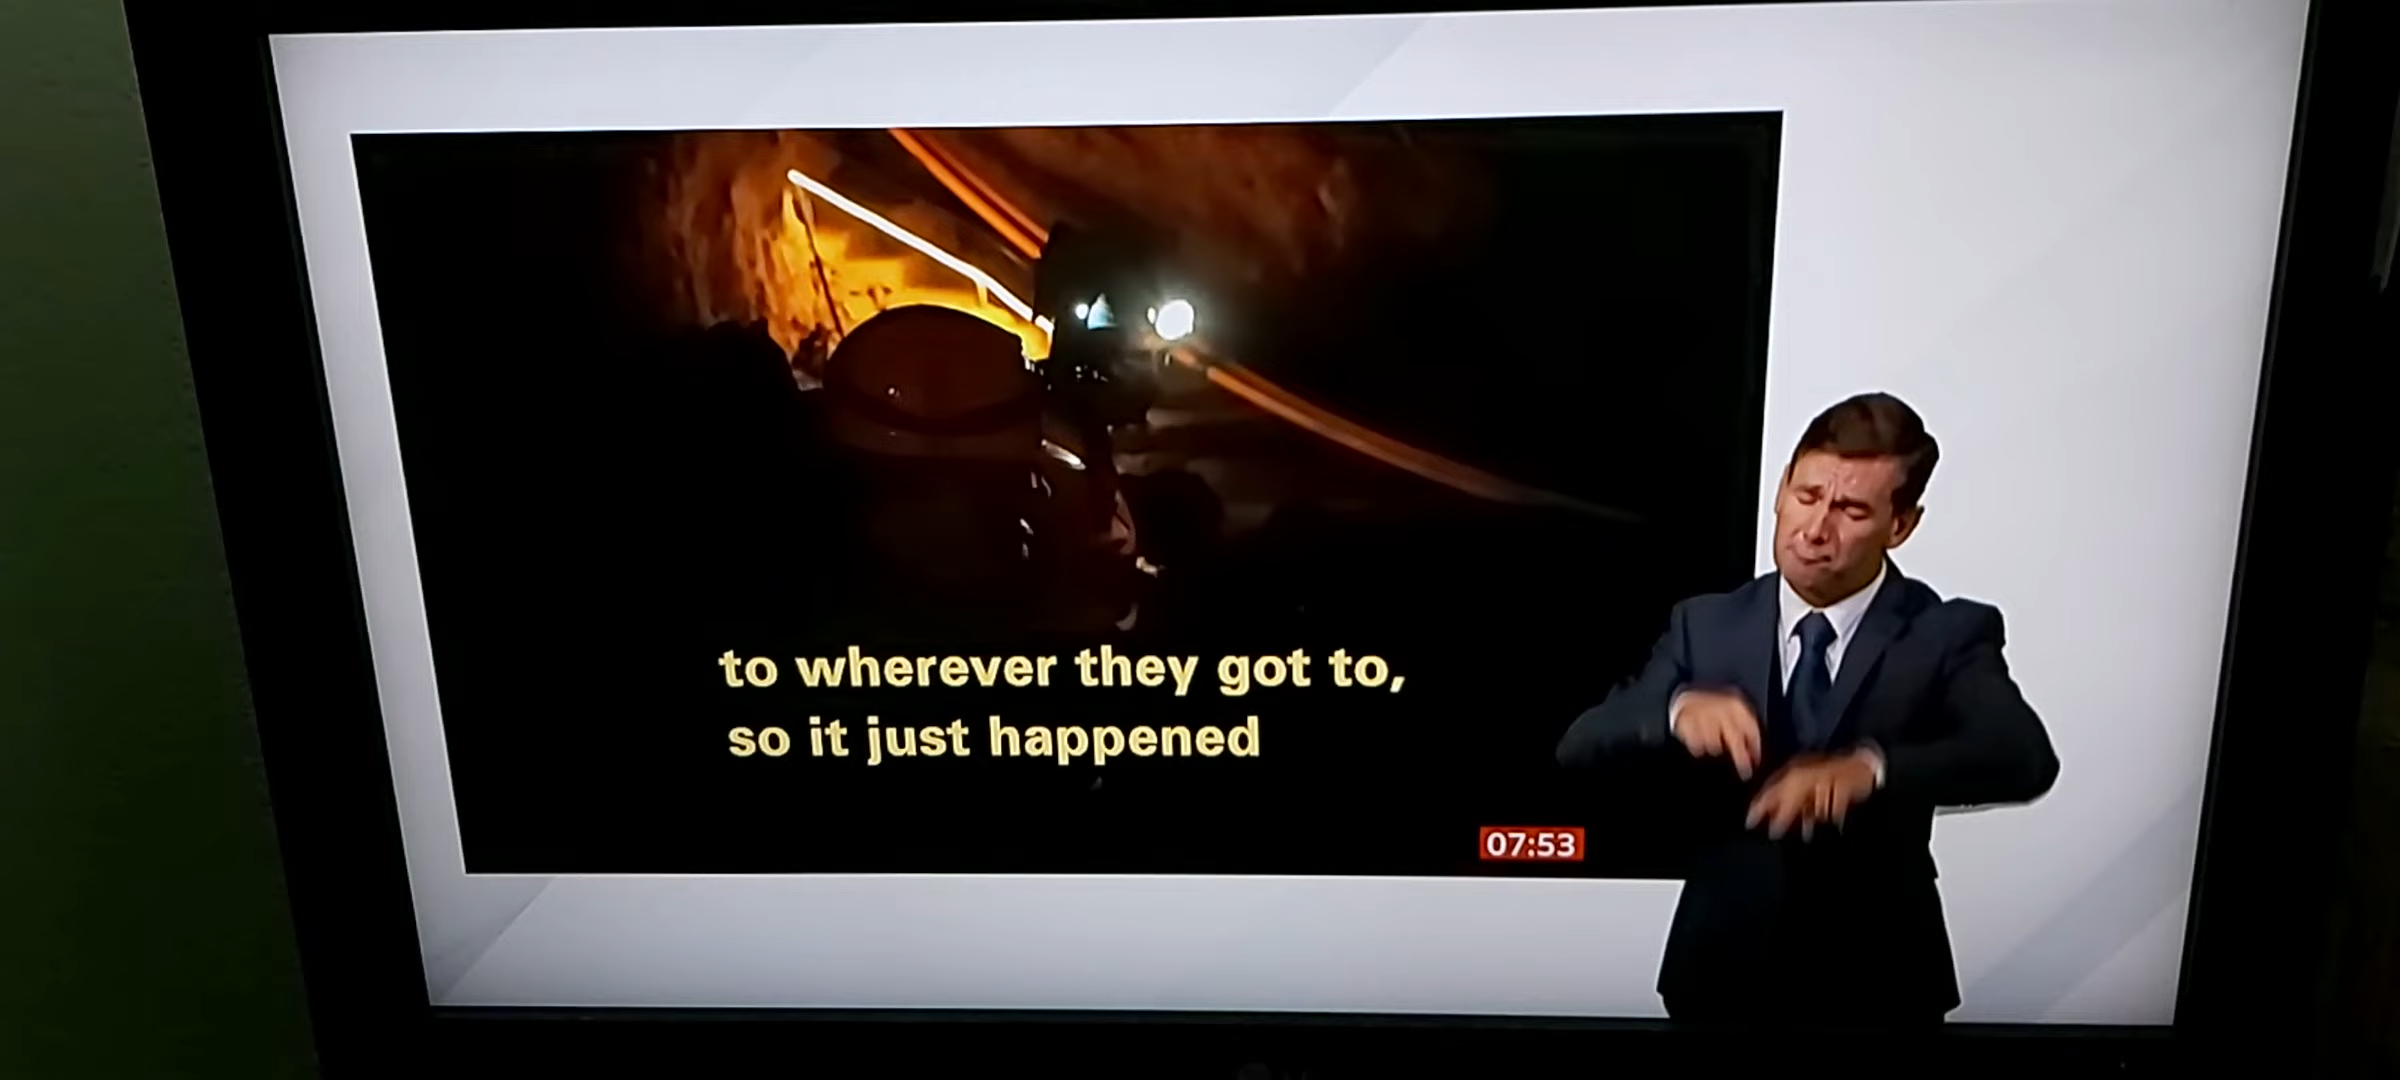 to wherever they got to,
so it just happened
07:53